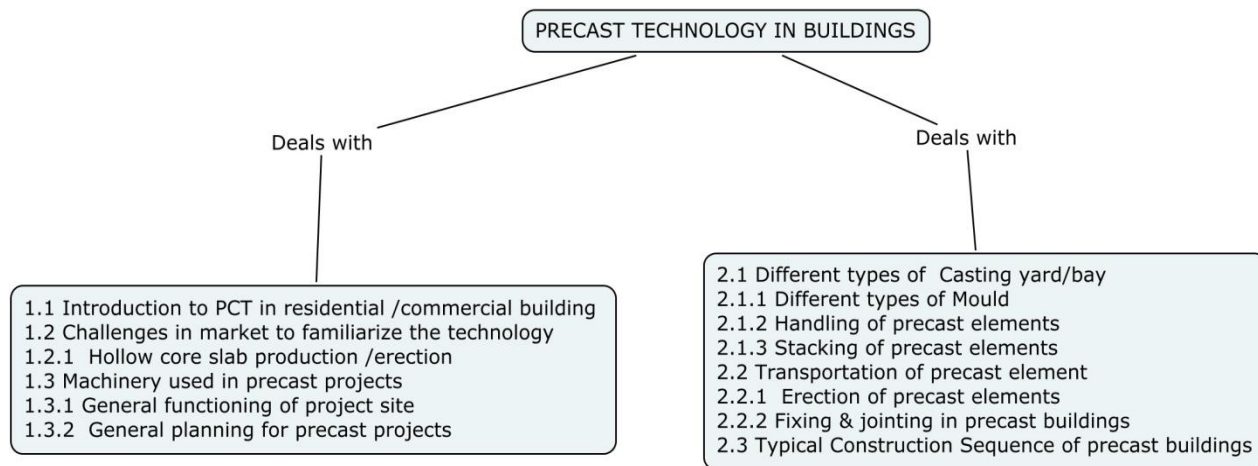 PRECAST TECHNOLOGY IN BUILDINGS
Deals with
Deals with
1.1 Introduction to PCT in residential /commercial building
1.2 Challenges in market to familiarize the technology
1.2.1  Hollow core slab production /erection
1.3 Machinery used in precast projects
1.3.1 General functioning of project site
1.3.2  General planning for precast projects
2.1 Different types of  Casting yard/bay
2.1.1 Different types of Mould
2.1.2 Handling of precast elements
2.1.3 Stacking of precast elements
2.2 Transportation of precast element
2.2.1  Erection of precast elements
2.2.2 Fixing & jointing in precast buildings
2.3 Typical Construction Sequence of precast buildings